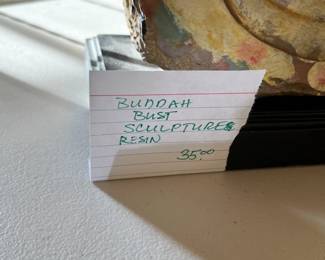 BUDDAH
BUST
SCULPTURES
RESIN
35.00